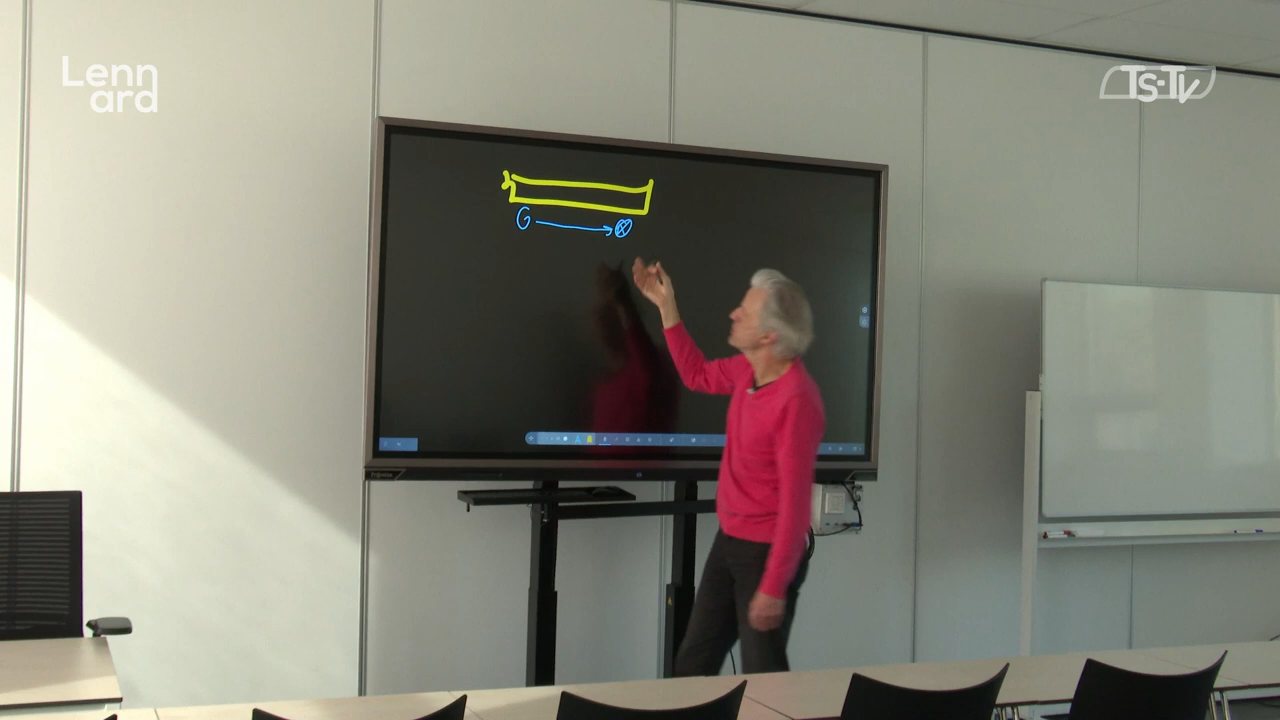 Lenn
ard
TS-TV
G → ⊗